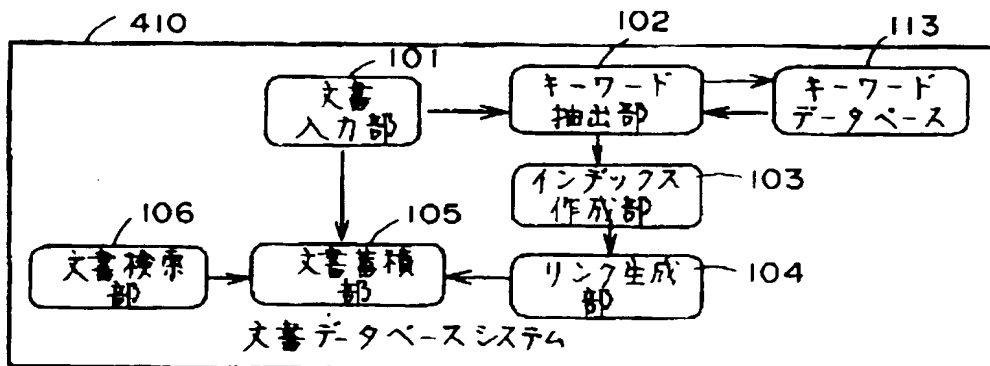 410
101
102
113
文書
入力部
キーワード
抽出部
キーワード
データベース
インデックス
作成部
103
106
105
文書検索
部
文書蓄積
部
リンク生成
部
104
文書データベースシステム